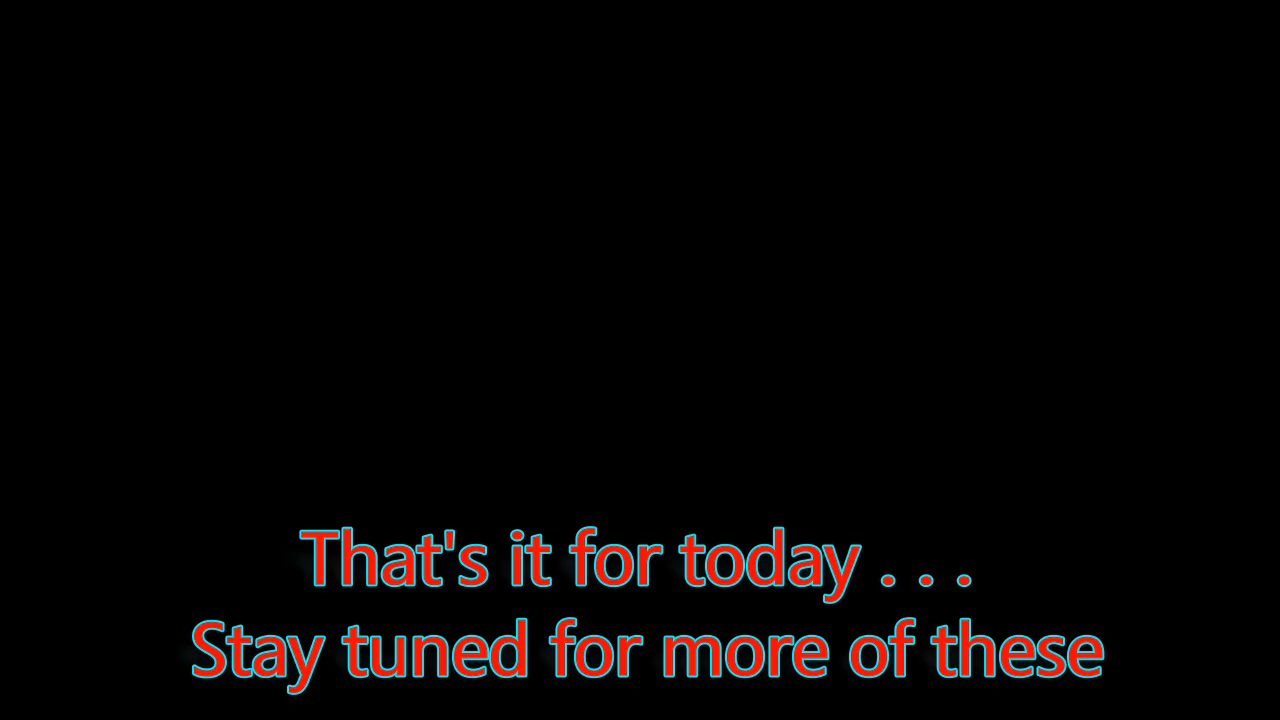 That's it for today . . .
Stay tuned for more of these